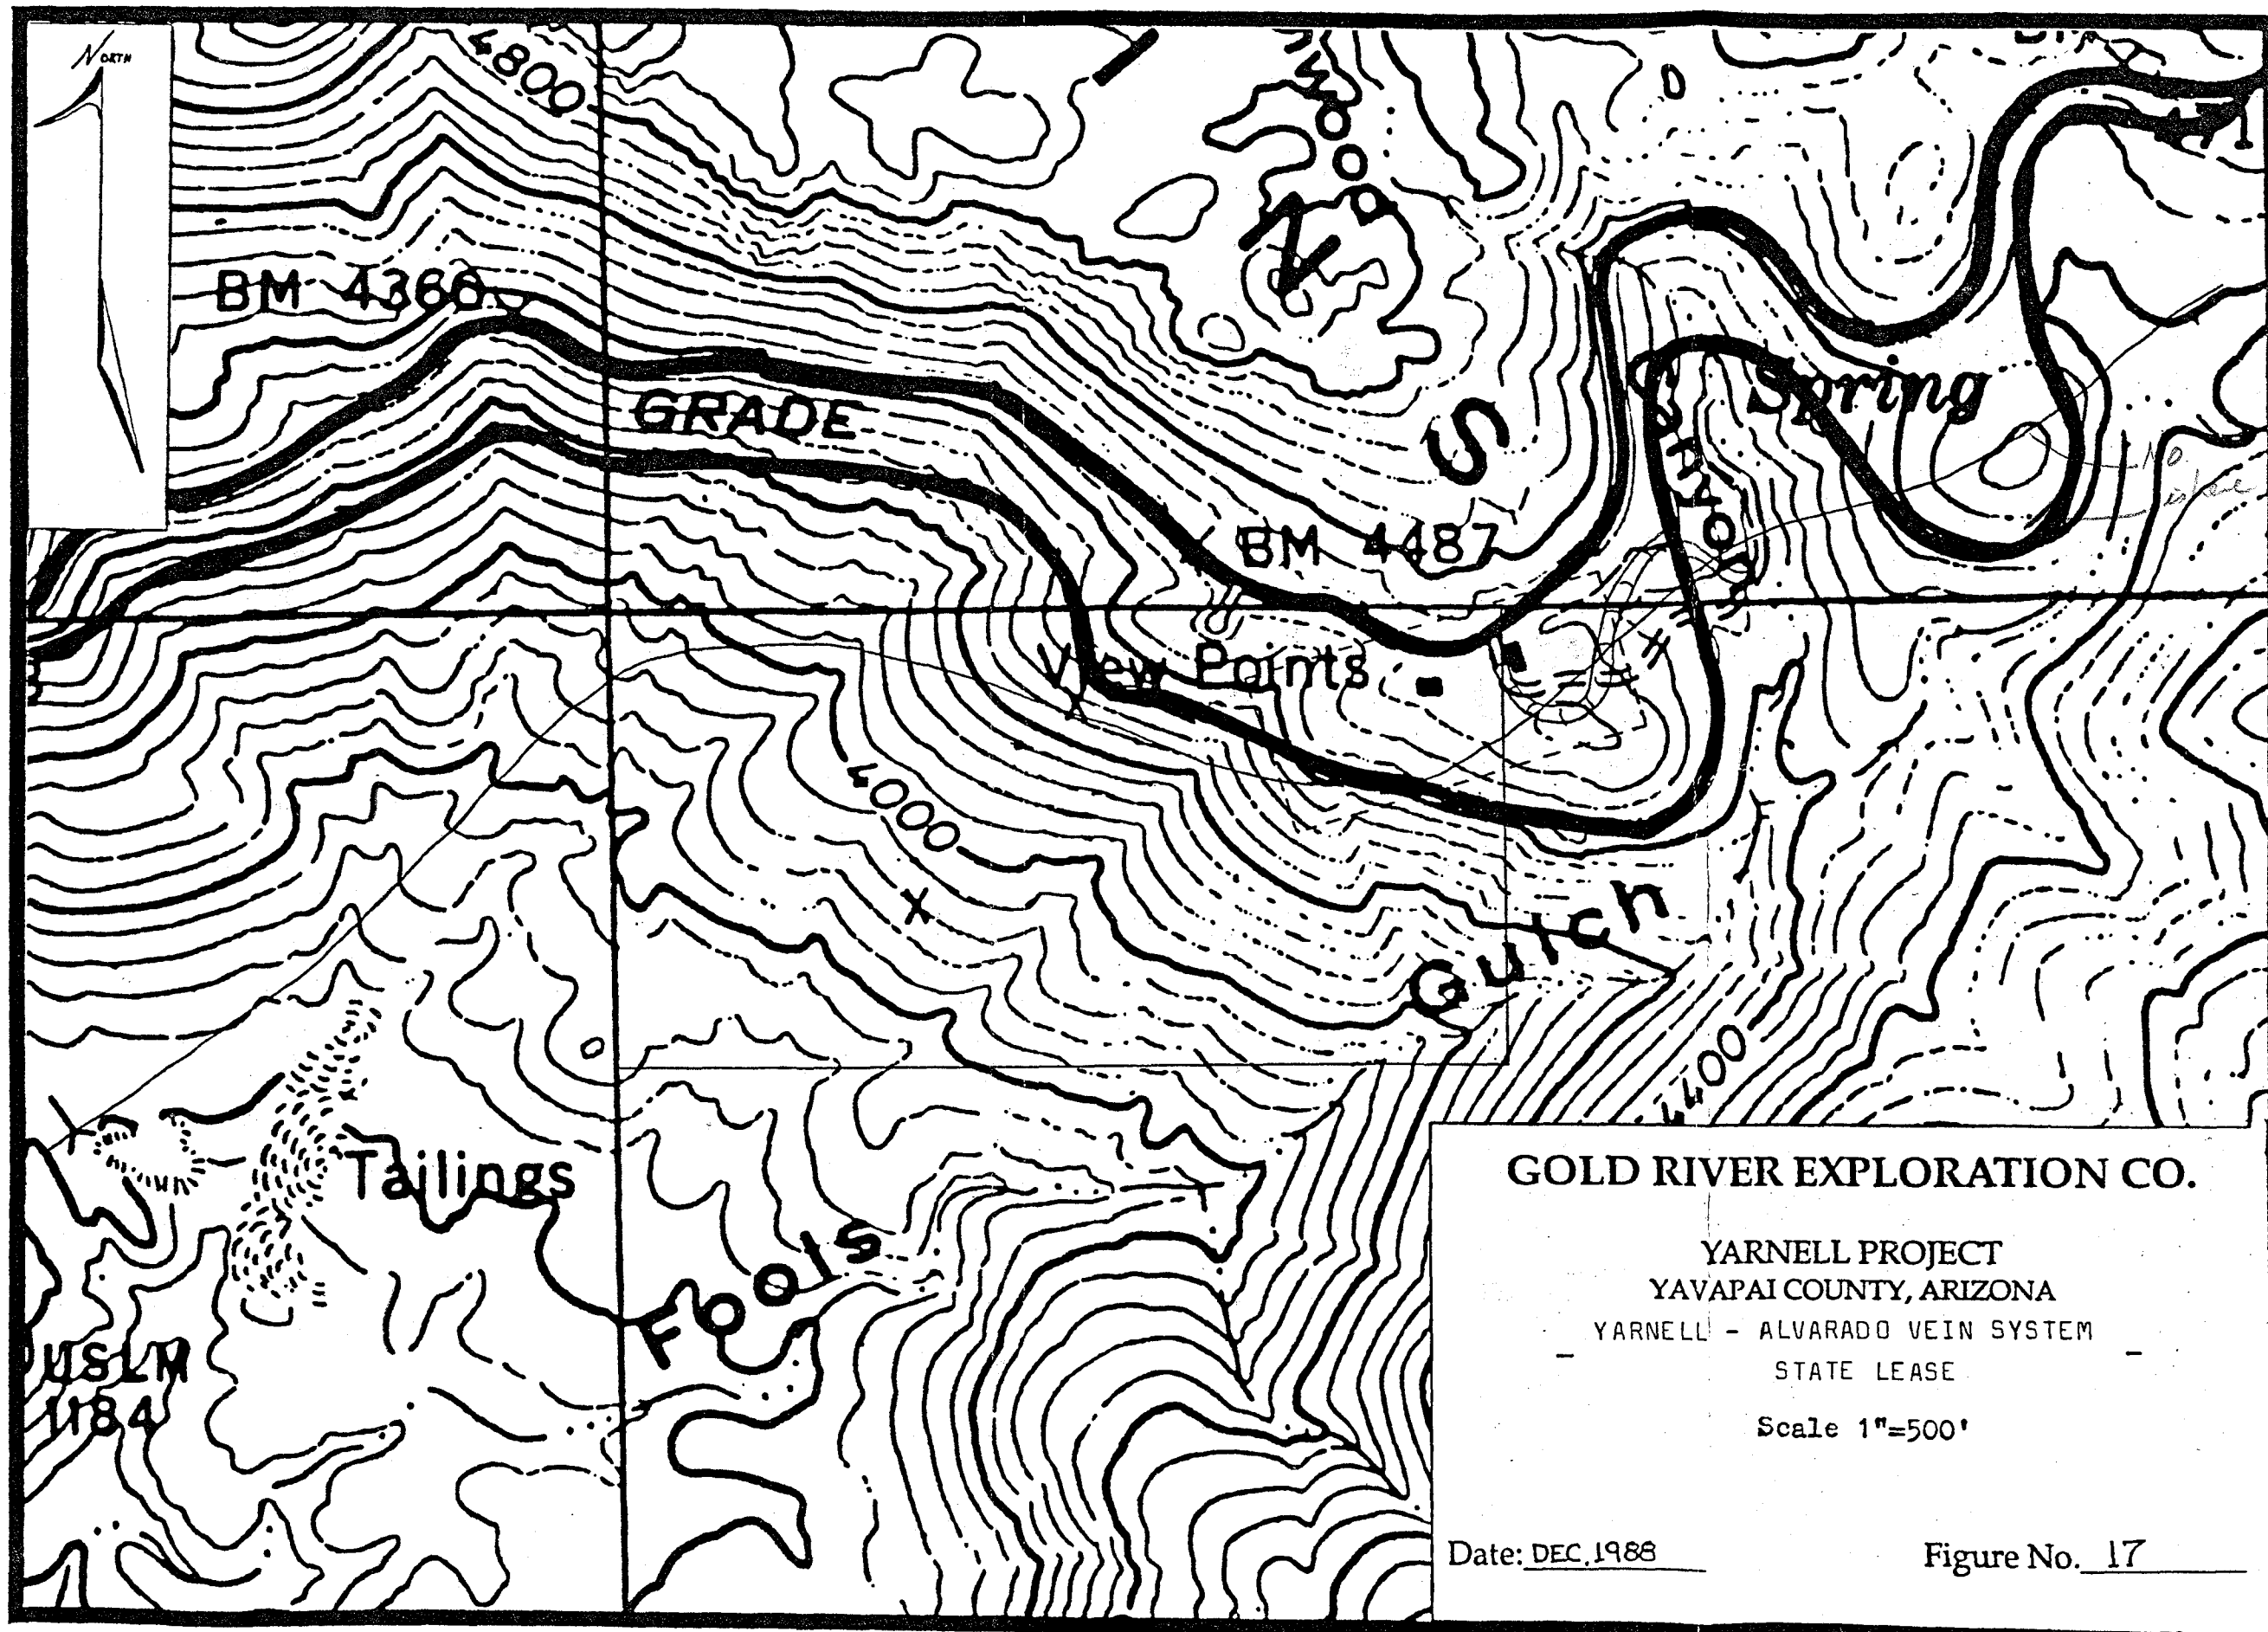 NORTH
4800
BM 4366
GRADE
S
Spring
No
BM 4487
View Points
4000
Gulch
4400
Tailings
Fools
USLM
1184
GOLD RIVER EXPLORATION CO.
YARNELL PROJECT
YAVAPAI COUNTY, ARIZONA
YARNELL - ALVARADO VEIN SYSTEM
STATE LEASE
Scale 1"=500'
Date: DEC. 1988
Figure No. 17